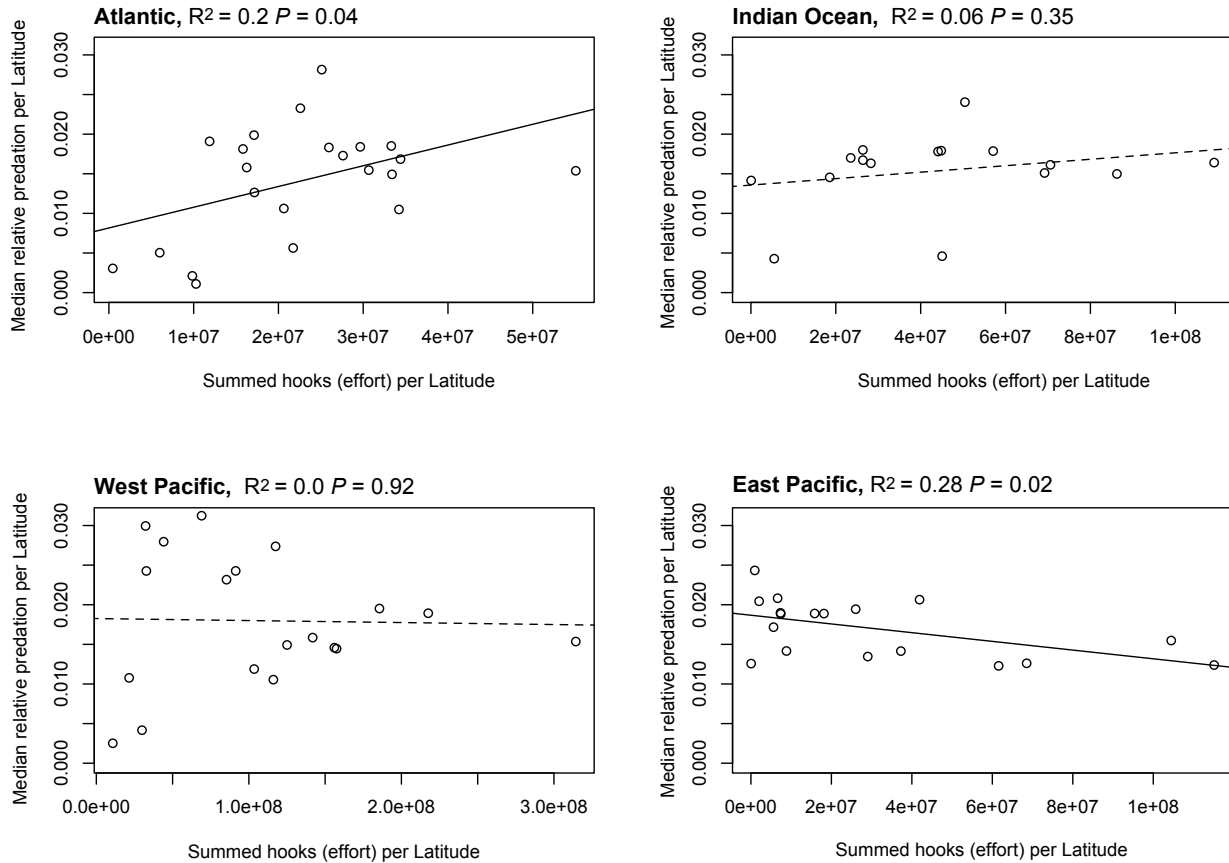 Atlantic, R2 = 0.2 P = 0.04
Median relative predation per Latitude
0.030
0.020
0.010
0.000
0e+00 1e+07 2e+07 3e+07 4e+07 5e+07
Summed hooks (effort) per Latitude
Indian Ocean, R2 = 0.06 P = 0.35
Median relative predation per Latitude
0.030
0.020
0.010
0.000
0e+00 2e+07 4e+07 6e+07 8e+07 1e+08
Summed hooks (effort) per Latitude
West Pacific, R2 = 0.0 P = 0.92
Median relative predation per Latitude
0.030
0.020
0.010
0.000
0.0e+00 1.0e+08 2.0e+08 3.0e+08
Summed hooks (effort) per Latitude
East Pacific, R2 = 0.28 P = 0.02
Median relative predation per Latitude
0.030
0.020
0.010
0.000
0e+00 2e+07 4e+07 6e+07 8e+07 1e+08
Summed hooks (effort) per Latitude